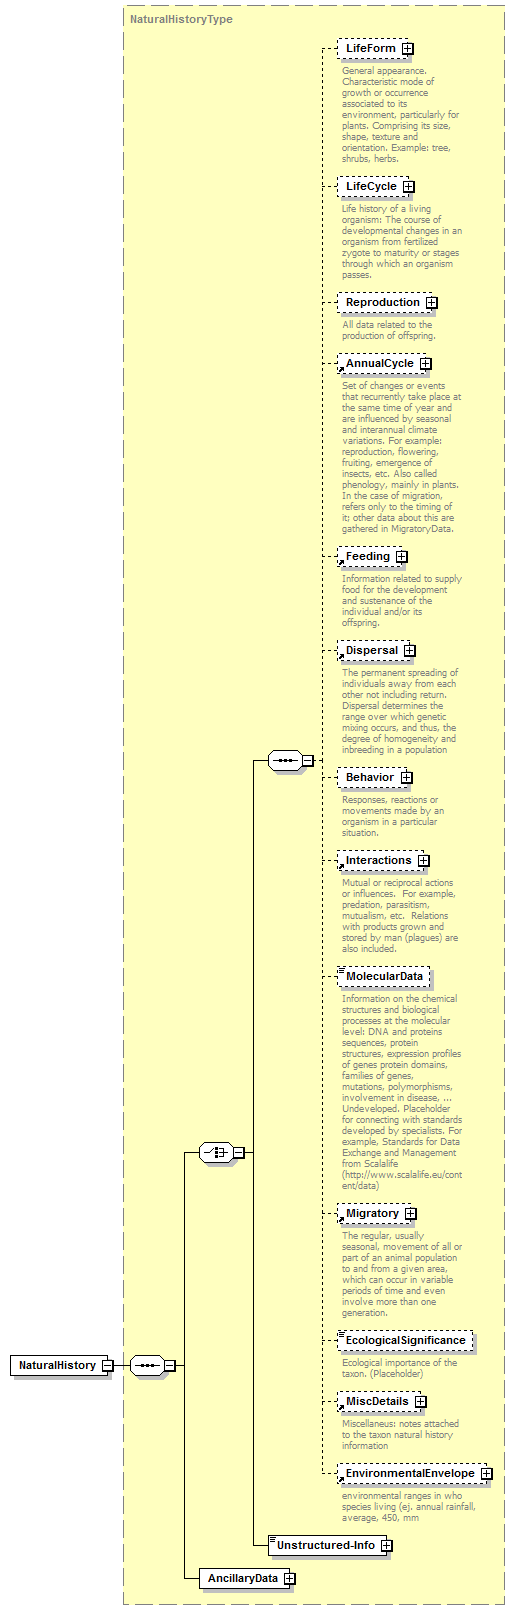 NaturalHistoryType
LifeForm
General appearance.
Characteristic mode of
growth or occurrence
associated to its
environment, particularly for
plants. Comprising its size,
shape, texture and
orientation. Example: tree,
shrubs, herbs.
LifeCycle
Life history of a living
organism: The course of
developmental changes in an
organism from fertilized
zygote to maturity or stages
through which an organism
passes.
Reproduction
All data related to the
production of offspring.
AnnualCycle
Set of changes or events
that recurrently take place at
the same time of year and
are influenced by seasonal
and interannual climate
variations. For example:
reproduction, flowering,
fruiting, emergence of
insects, etc. Also called
phenology, mainly in plants.
In the case of migration,
refers only to the timing of
it; other data about this are
gathered in MigratoryData.
Feeding
Information related to supply
food for the development
and sustenance of the
individual and/or its
offspring.
Dispersal
The permanent spreading of
individuals away from each
other not including return.
Dispersal determines the
range over which genetic
mixing occurs, and thus, the
degree of homogeneity and
inbreeding in a population
Behavior
Responses, reactions or
movements made by an
organism in a particular
situation.
Interactions
Mutual or reciprocal actions
or influences.  For example,
predation, parasitism,
mutualism, etc.  Relations
with products grown and
stored by man (plagues) are
also included.
MolecularData
Information on the chemical
structures and biological
processes at the molecular
level: DNA and proteins
sequences, protein
structures, expression profiles
of genes protein domains,
families of genes,
mutations, polymorphisms,
involvement in disease, ...
Undeveloped. Placeholder
for connecting with standards
developed by specialists. For
example, Standards for Data
Exchange and Management
from Scalalife
(http://www.scalalife.eu/cont
ent/data)
Migratory
The regular, usually
seasonal, movement of all or
part of an animal population
to and from a given area,
which can occur in variable
periods of time and even
involve more than one
generation.
EcologicalSignificance
Ecological importance of the
taxon. (Placeholder)
MiscDetails
Miscellaneus: notes attached
to the taxon natural history
information
EnvironmentalEnvelope
environmental ranges in who
species living (ej. annual rainfall,
average, 450, mm
NaturalHistory
Unstructured-Info
AncillaryData